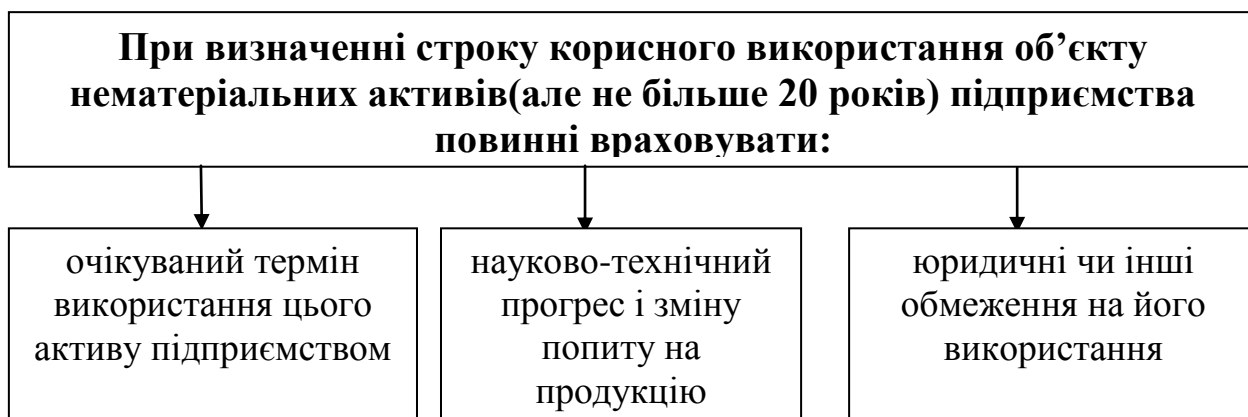 При визначенні строку корисного використання об’єкту
нематеріальних активів(але не більше 20 років) підприємства
повинні враховувати:
очікуваний термін
використання цього
активу підприємством
науково-технічний
прогрес і зміну
попиту на
продукцію
юридичні чи інші
обмеження на його
використання